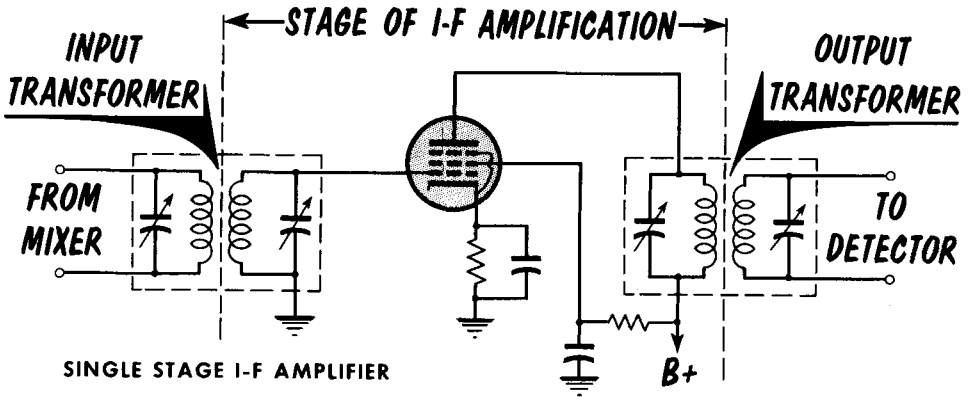 STAGE OF I-F AMPLIFICATION
INPUT
TRANSFORMER
OUTPUT
TRANSFORMER
FROM
MIXER
TO
DETECTOR
B+
SINGLE STAGE I-F AMPLIFIER